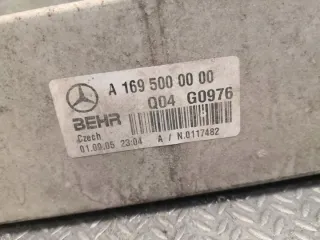 A 169 500 00 00
Q04 G0976
BEHR
Czech
01.09.05 23:04 A / N.0117482